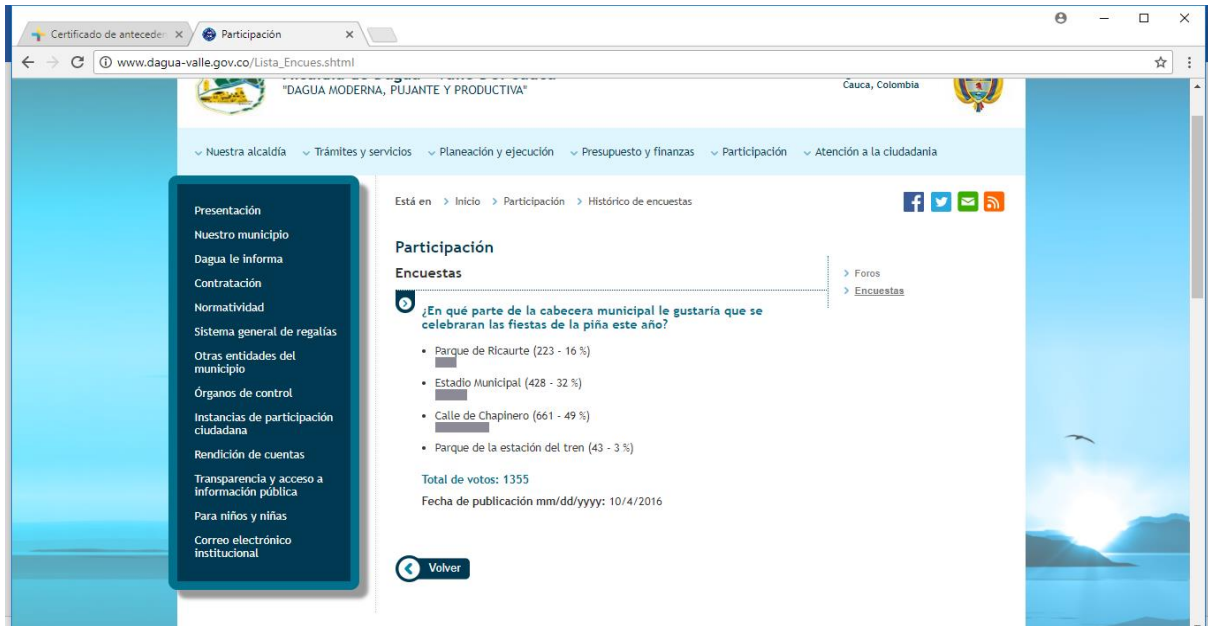 Certificado de anteceden
Participación
www.dagua-valle.gov.co/Lista_Encues.shtml
"DAGUA MODERNA, PUJANTE Y PRODUCTIVA"
Cauca, Colombia
Nuestra alcaldía
Trámites y servicios
Planeación y ejecución
Presupuesto y finanzas
Participación
Atención a la ciudadania
Presentación
Nuestro municipio
Dagua le informa
Contratación
Normatividad
Sistema general de regalías
Otras entidades del
municipio
Órganos de control
Instancias de participación
ciudadana
Rendición de cuentas
Transparencia y acceso a
información pública
Para niños y niñas
Correo electrónico
institucional
Está en > Inicio > Participación > Histórico de encuestas
Participación
Encuestas
¿En qué parte de la cabecera municipal le gustaría que se
celebraran las fiestas de la piña este año?
• Parque de Ricaurte (223 - 16 %)
• Estadio Municipal (428 - 32 %)
• Calle de Chapinero (661 - 49 %)
• Parque de la estación del tren (43 - 3 %)
Total de votos: 1355
Fecha de publicación mm/dd/yyyy: 10/4/2016
Volver
> Foros
> Encuestas